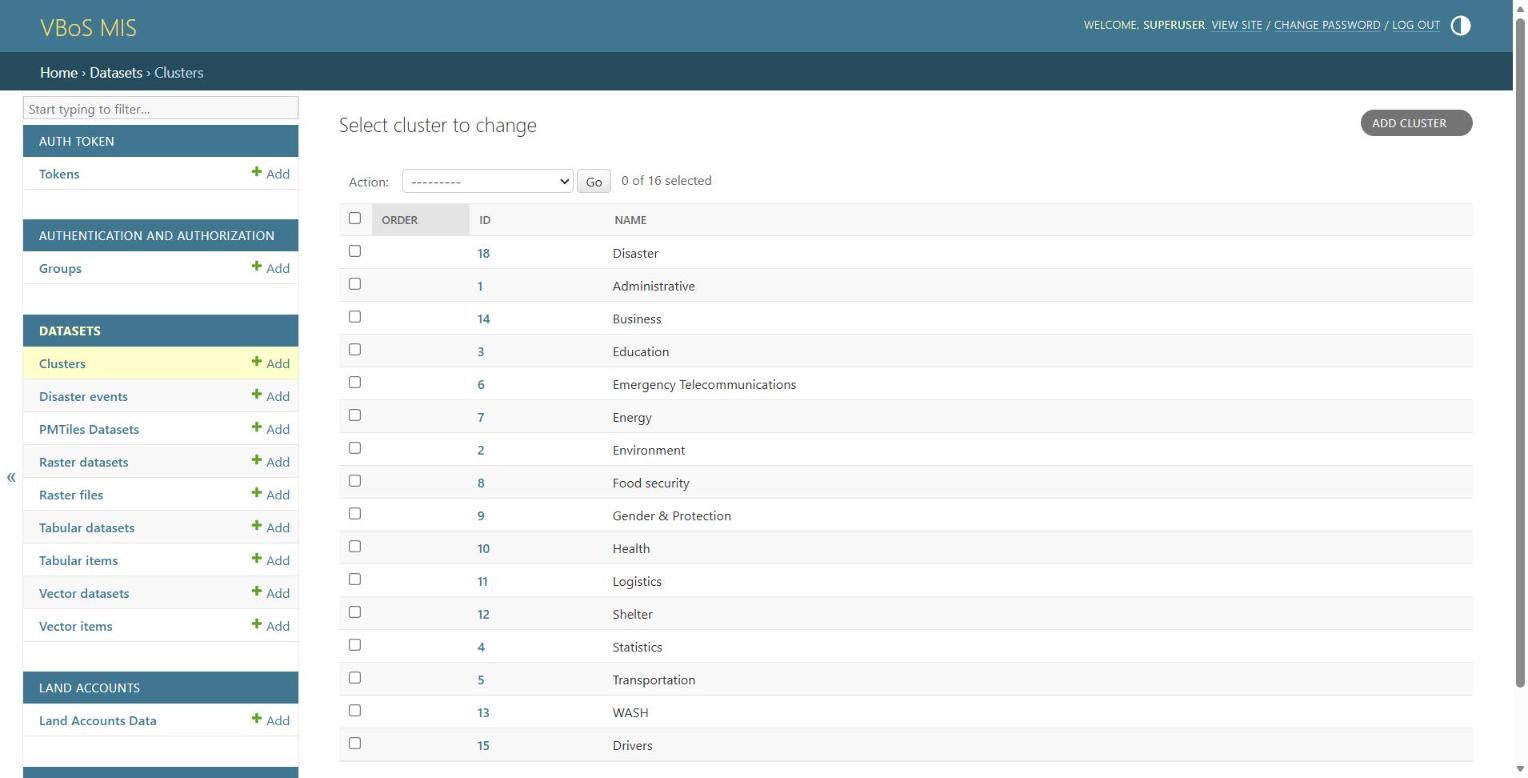 VBoS MIS
WELCOME, SUPERUSER. VIEW SITE / CHANGE PASSWORD / LOG OUT
Home › Datasets › Clusters
Start typing to filter...
AUTH TOKEN
Tokens + Add
AUTHENTICATION AND AUTHORIZATION
Groups + Add
DATASETS
Clusters + Add
Disaster events + Add
PMTiles Datasets + Add
Raster datasets + Add
Raster files + Add
Tabular datasets + Add
Tabular items + Add
Vector datasets + Add
Vector items + Add
LAND ACCOUNTS
Land Accounts Data + Add
«
Select cluster to change
ADD CLUSTER
Action: --------- Go 0 of 16 selected
ORDER ID NAME
18 Disaster
1 Administrative
14 Business
3 Education
6 Emergency Telecommunications
7 Energy
2 Environment
8 Food security
9 Gender & Protection
10 Health
11 Logistics
12 Shelter
4 Statistics
5 Transportation
13 WASH
15 Drivers